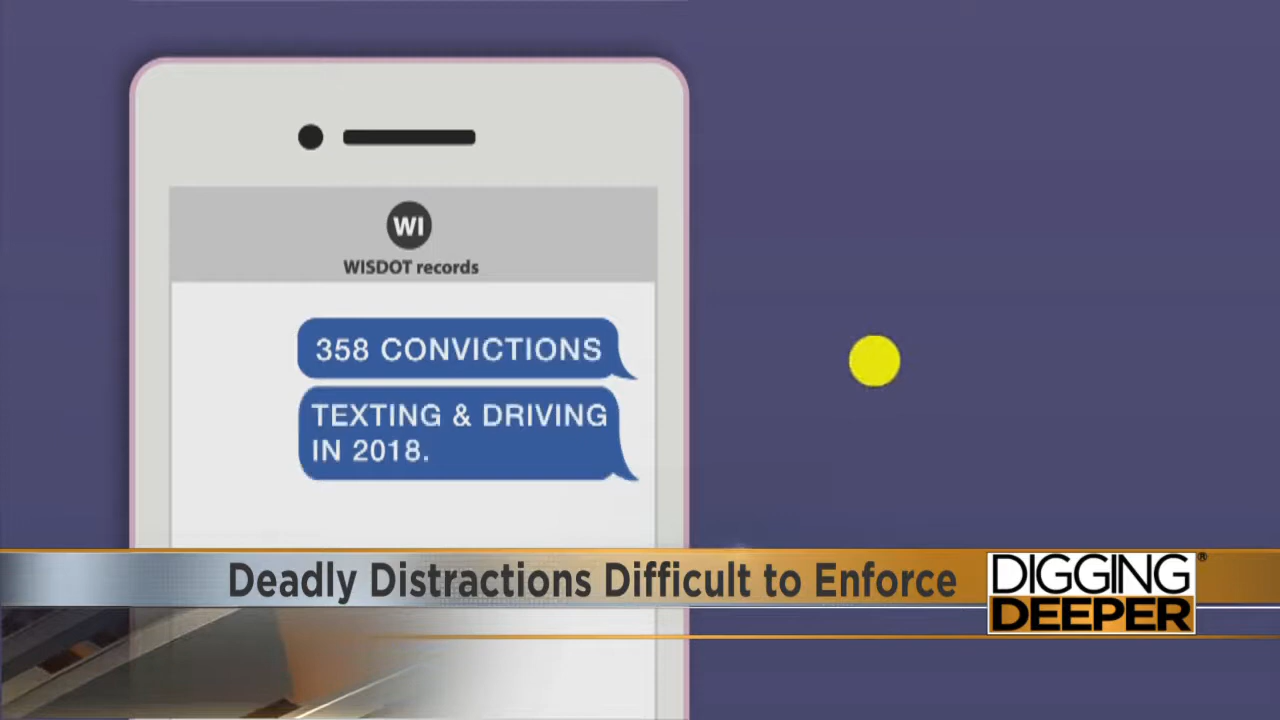 WI
WISDOT records
358 CONVICTIONS
TEXTING & DRIVING
IN 2018.
Deadly Distractions Difficult to Enforce
DIGGING®
DEEPER